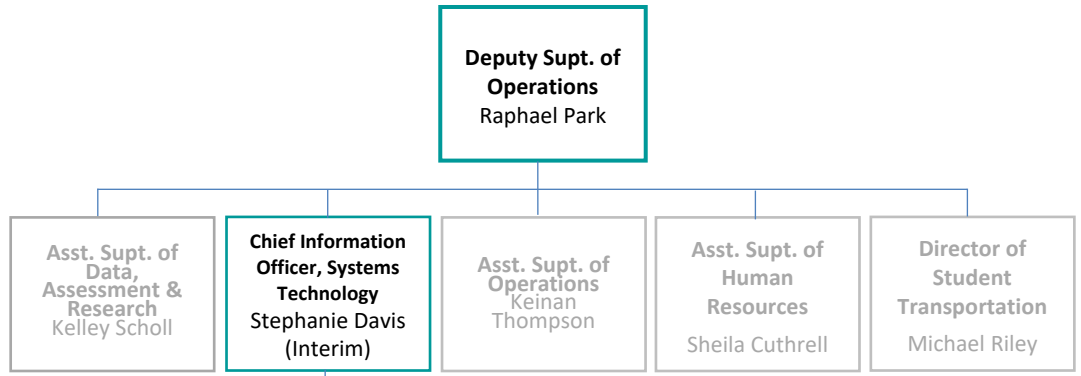 Deputy Supt. of
Operations
Raphael Park
Asst. Supt. of
Data,
Assessment &
Research
Kelley Scholl
Chief Information
Officer, Systems
Technology
Stephanie Davis
(Interim)
Asst. Supt. of
Operations
Keinan
Thompson
Asst. Supt. of
Human
Resources
Sheila Cuthrell
Director of
Student
Transportation
Michael Riley